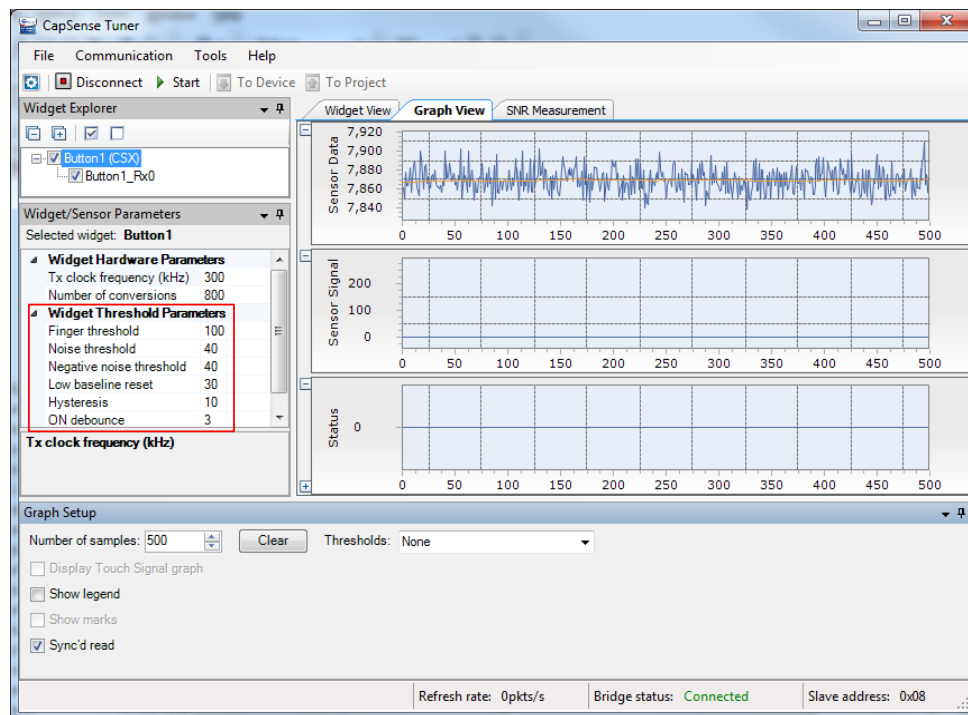 CapSense Tuner
File Communication Tools Help
Disconnect Start To Device To Project
Widget Explorer
Button1 (CSX)
Button1_Rx0
Widget/Sensor Parameters
Selected widget: Button1
Widget Hardware Parameters
Tx clock frequency (kHz) 300
Number of conversions 800
Widget Threshold Parameters
Finger threshold 100
Noise threshold 40
Negative noise threshold 40
Low baseline reset 30
Hysteresis 10
ON debounce 3
Tx clock frequency (kHz)
Widget View Graph View SNR Measurement
Sensor Data
7,920
7,900
7,880
7,860
7,840
0 50 100 150 200 250 300 350 400 450 500
Sensor Signal
200
100
0
0 50 100 150 200 250 300 350 400 450 500
Status
0
0 50 100 150 200 250 300 350 400 450 500
Graph Setup
Number of samples: 500 Clear Thresholds: None
Display Touch Signal graph
Show legend
Show marks
Sync'd read
Refresh rate: 0pkts/s Bridge status: Connected Slave address: 0x08